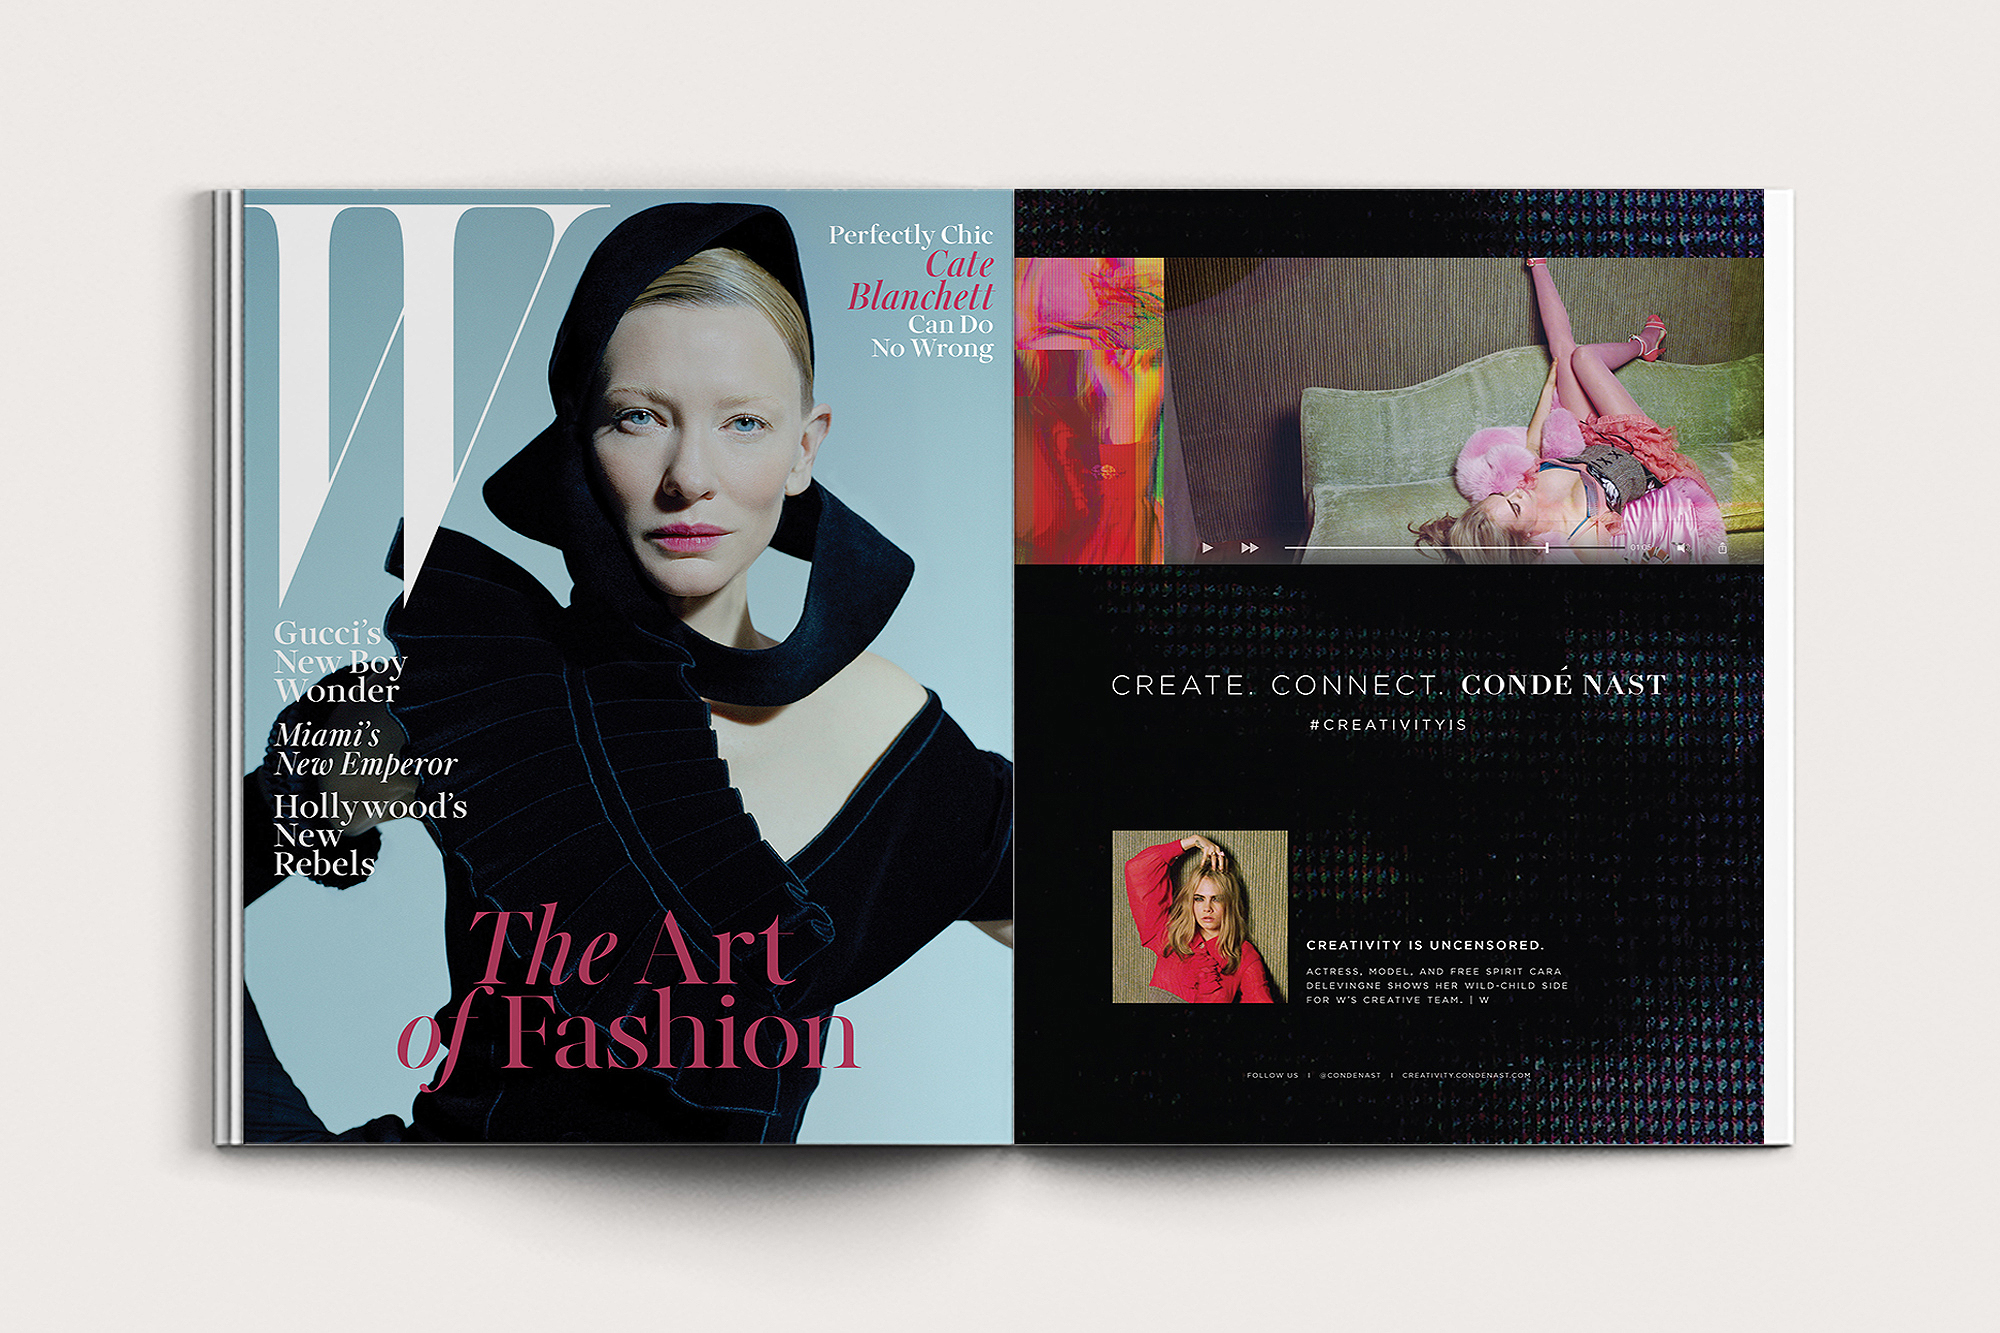 W
Perfectly Chic
Cate
Blanchett
Can Do
No Wrong
Gucci's
New Boy
Wonder
Miami's
New Emperor
Hollywood's
New
Rebels
The Art
of Fashion
01:05
CREATE. CONNECT. CONDÉ NAST
#CREATIVITYIS
CREATIVITY IS UNCENSORED.
ACTRESS, MODEL, AND FREE SPIRIT CARA
DELEVINGNE SHOWS HER WILD-CHILD SIDE
FOR W'S CREATIVE TEAM. | W
FOLLOW US | @CONDENAST | CREATIVITY.CONDENAST.COM